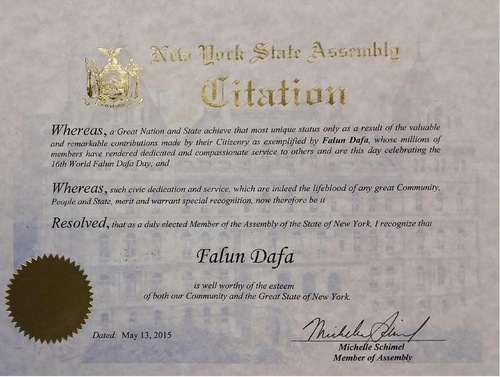 New York State Assembly
Citation
Whereas, a Great Nation and State achieve that most unique status only as a result of the valuable
and remarkable contributions made by their Citizenry as exemplified by Falun Dafa, whose millions of
members have rendered dedicated and compassionate service to others and are this day celebrating the
16th World Falun Dafa Day, and
Whereas, such civic dedication and service, which are indeed the lifeblood of any great Community,
People and State, merit and warrant special recognition, now therefore be it
Resolved, that as a duly elected Member of the Assembly of the State of New York, I recognize that
Falun Dafa
is well worthy of the esteem
of both our Community and the Great State of New York.
Dated: May 13, 2015
Michelle Schimel
Michelle Schimel
Member of Assembly